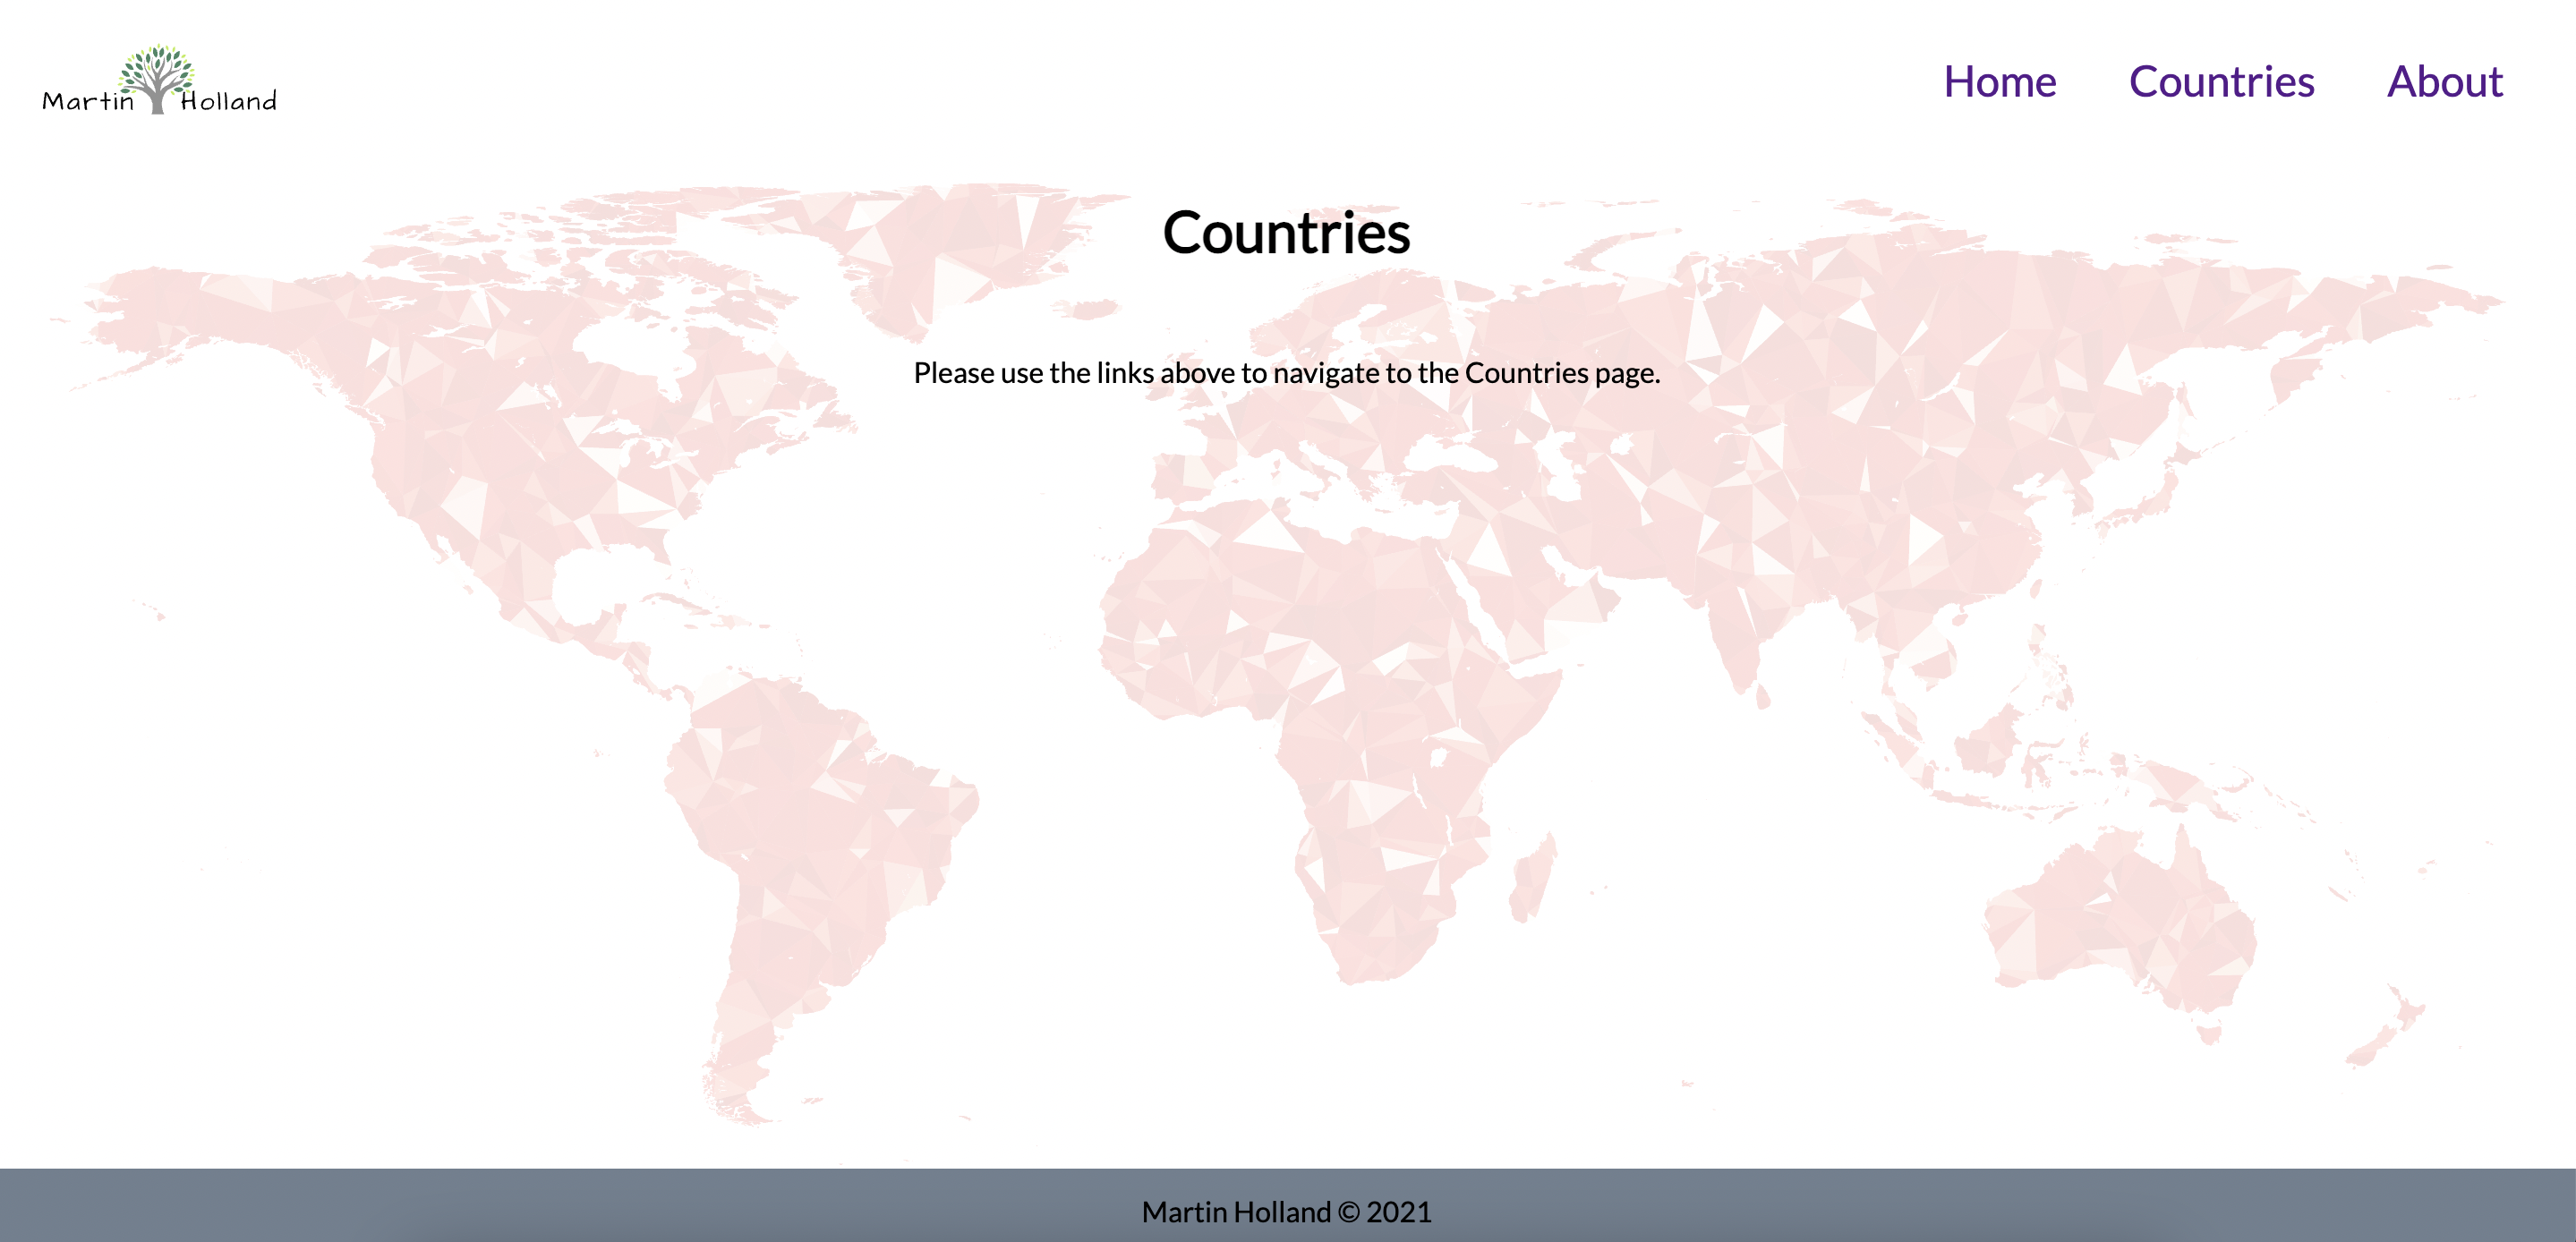 Martin Holland
Home Countries About
Countries
Please use the links above to navigate to the Countries page.
Martin Holland © 2021